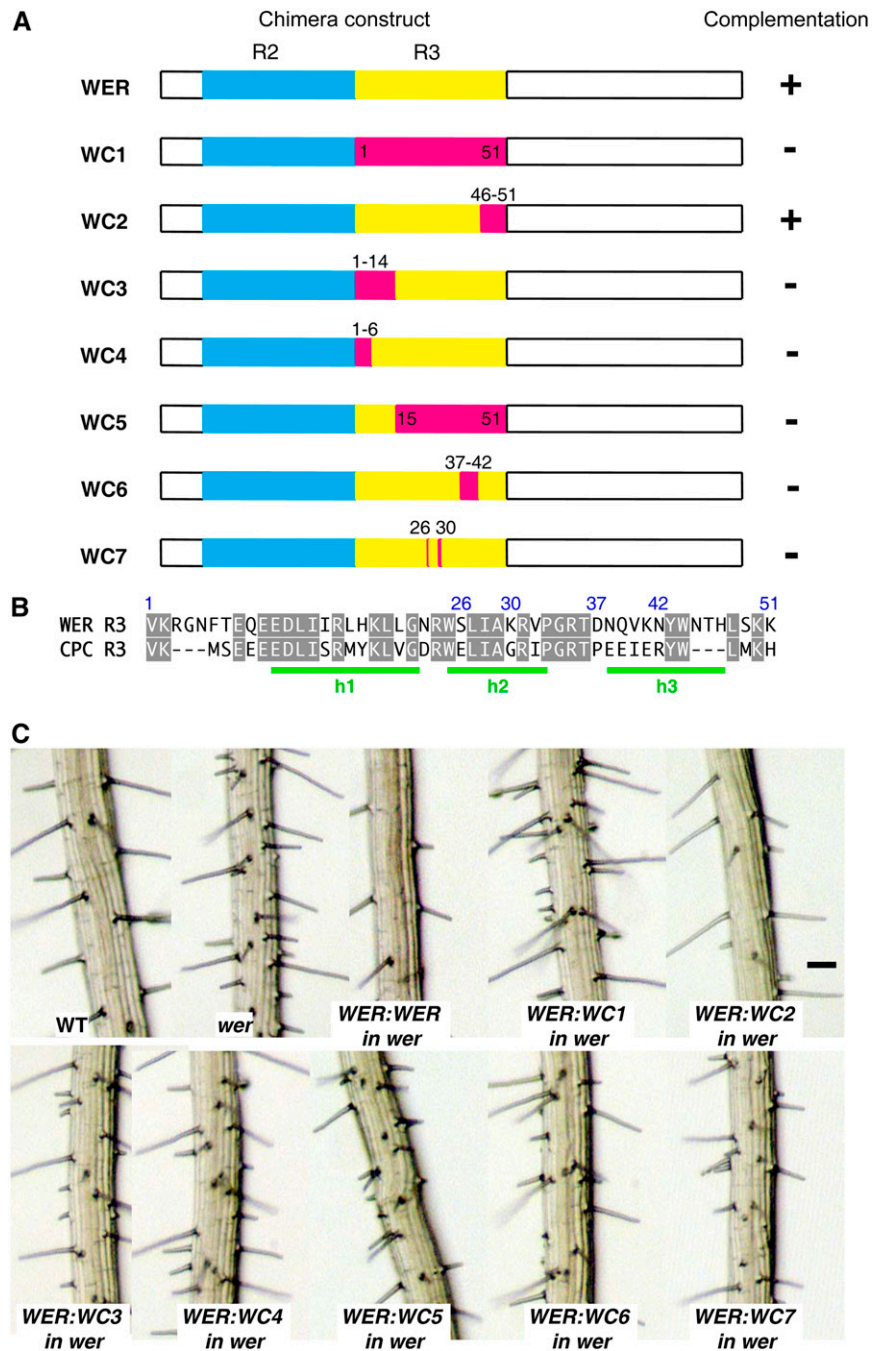 A
Chimera construct
Complementation
R2
R3
WER
+
WC1
1
51
-
46-51
WC2
+
1-14
WC3
-
1-6
WC4
-
WC5
15
51
-
37-42
WC6
-
26 30
WC7
-
B
1 26 30 37 42 51
WER R3 VKRGNFTEQEEDLIIRLHKLLGNRWSLIAKRVPGRTDNQVKNYWNTHLSKK
CPC R3 VK---MSEEEEDLISRMYKLVGDRWELIAGRIPGRTPEEIERYW---LMKH
h1 h2 h3
C
WT
wer
WER:WER
in wer
WER:WC1
in wer
WER:WC2
in wer
WER:WC3
in wer
WER:WC4
in wer
WER:WC5
in wer
WER:WC6
in wer
WER:WC7
in wer